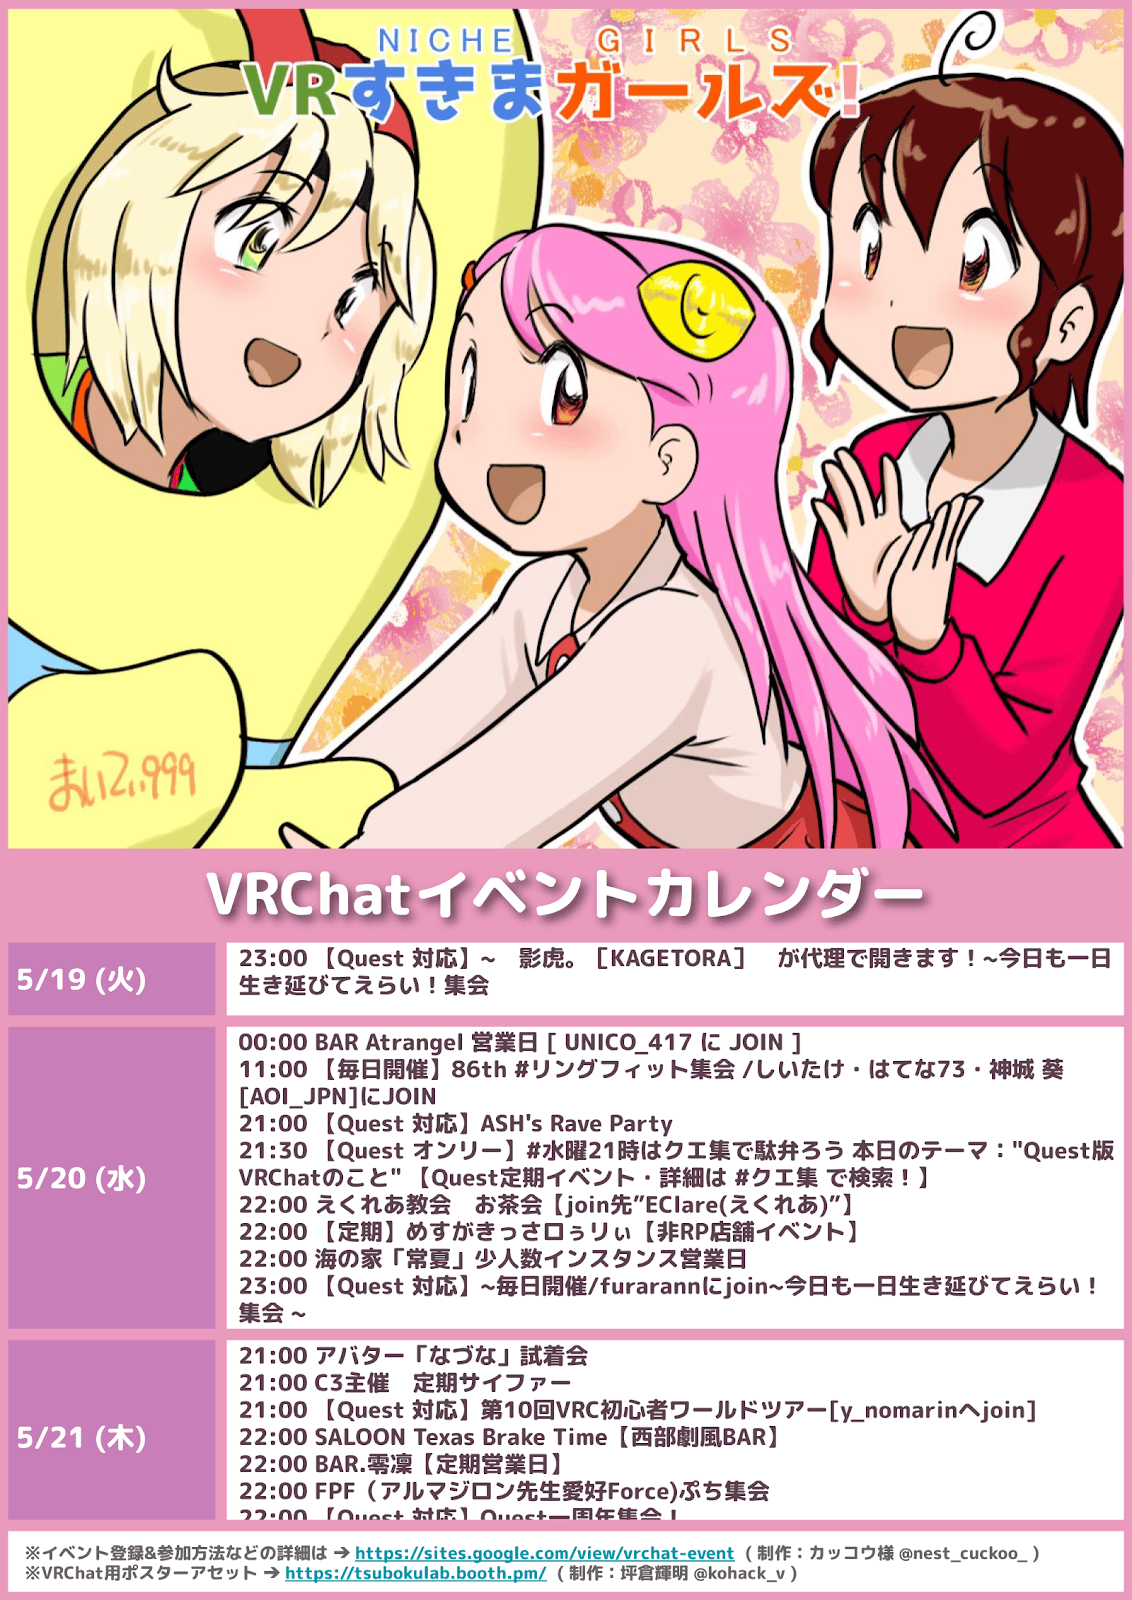 NICHE GIRLS
VRすきまガールズ!
まいてぃ999
VRChatイベントカレンダー
5/19 (火)
23:00 【Quest 対応】~　影虎。［KAGETORA］　が代理で開きます！~今日も一日
生き延びてえらい！集会
5/20 (水)
00:00 BAR Atrangel 営業日 [ UNICO_417 に JOIN ]
11:00 【毎日開催】86th #リングフィット集会 /しいたけ・はてな73・神城 葵
[AOI_JPN]にJOIN
21:00 【Quest 対応】ASH's Rave Party
21:30 【Quest オンリー】#水曜21時はクエ集で駄弁ろう 本日のテーマ："Quest版
VRChatのこと" 【Quest定期イベント・詳細は #クエ集 で検索！】
22:00 えくれあ教会　お茶会【join先”EClare(えくれあ)”】
22:00 【定期】めすがきっさロぅリぃ【非RP店舗イベント】
22:00 海の家「常夏」少人数インスタンス営業日
23:00 【Quest 対応】~毎日開催/furarannにjoin~今日も一日生き延びてえらい！
集会 ~
5/21 (木)
21:00 アバター「なづな」試着会
21:00 C3主催　定期サイファー
21:00 【Quest 対応】第10回VRC初心者ワールドツアー[y_nomarinへjoin]
22:00 SALOON Texas Brake Time【西部劇風BAR】
22:00 BAR.零凜【定期営業日】
22:00 FPF（アルマジロン先生愛好Force)ぷち集会
22:00 【Quest 対応】Quest一周年集会！
※イベント登録&参加方法などの詳細は ➔ https://sites.google.com/view/vrchat-event （ 制作：カッコウ様 @nest_cuckoo_ ）
※VRChat用ポスターアセット ➔ https://tsubokulab.booth.pm/ （ 制作：坪倉輝明 @kohack_v ）